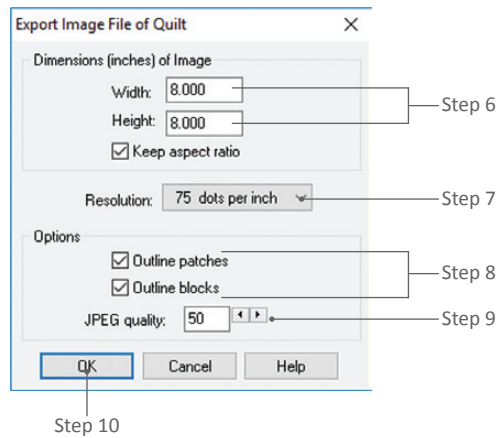 Export Image File of Quilt
Dimensions (inches) of Image
Width: 8.000
Height: 8.000
Step 6
Keep aspect ratio
Resolution: 75 dots per inch
Step 7
Options
Outline patches
Outline blocks
Step 8
JPEG quality: 50
Step 9
OK Cancel Help
Step 10